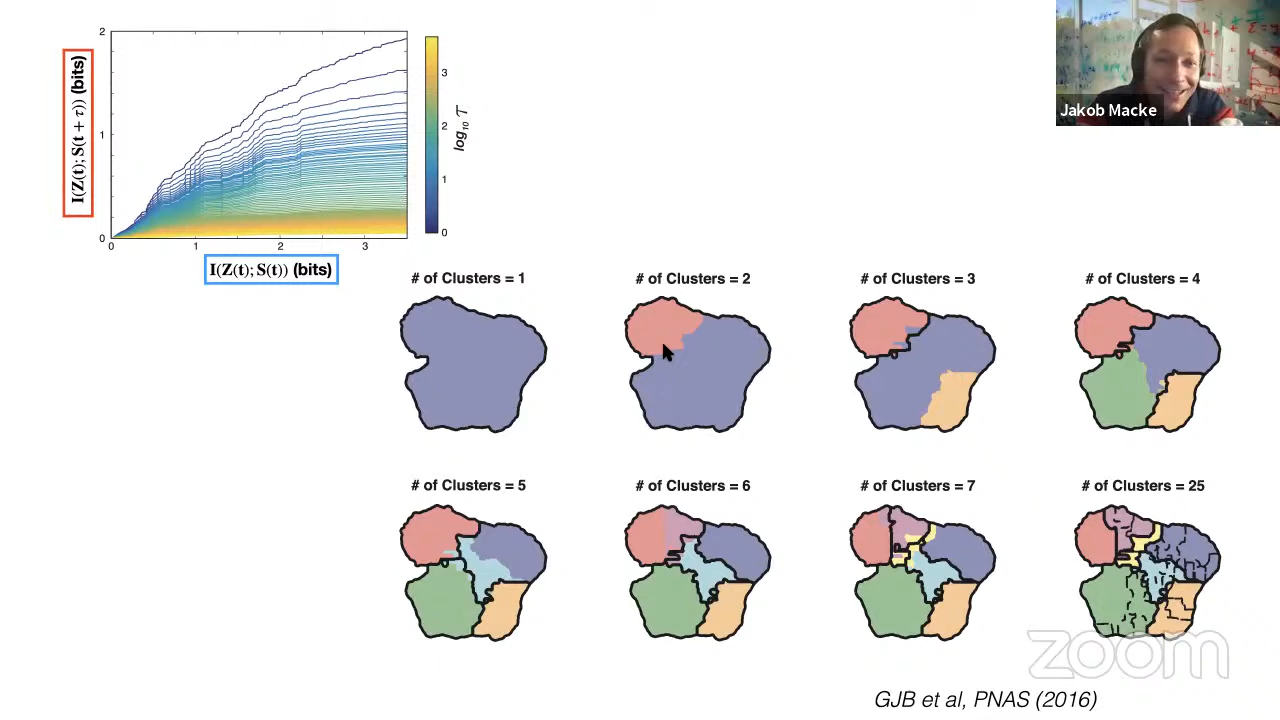 2
1
0
I(Z(t); S(t + τ)) (bits)
0
1
2
3
I(Z(t); S(t)) (bits)
3
2
1
0
log₁₀ τ
Jakob Macke
# of Clusters = 1
# of Clusters = 2
# of Clusters = 3
# of Clusters = 4
# of Clusters = 5
# of Clusters = 6
# of Clusters = 7
# of Clusters = 25
zoom
GJB et al, PNAS (2016)